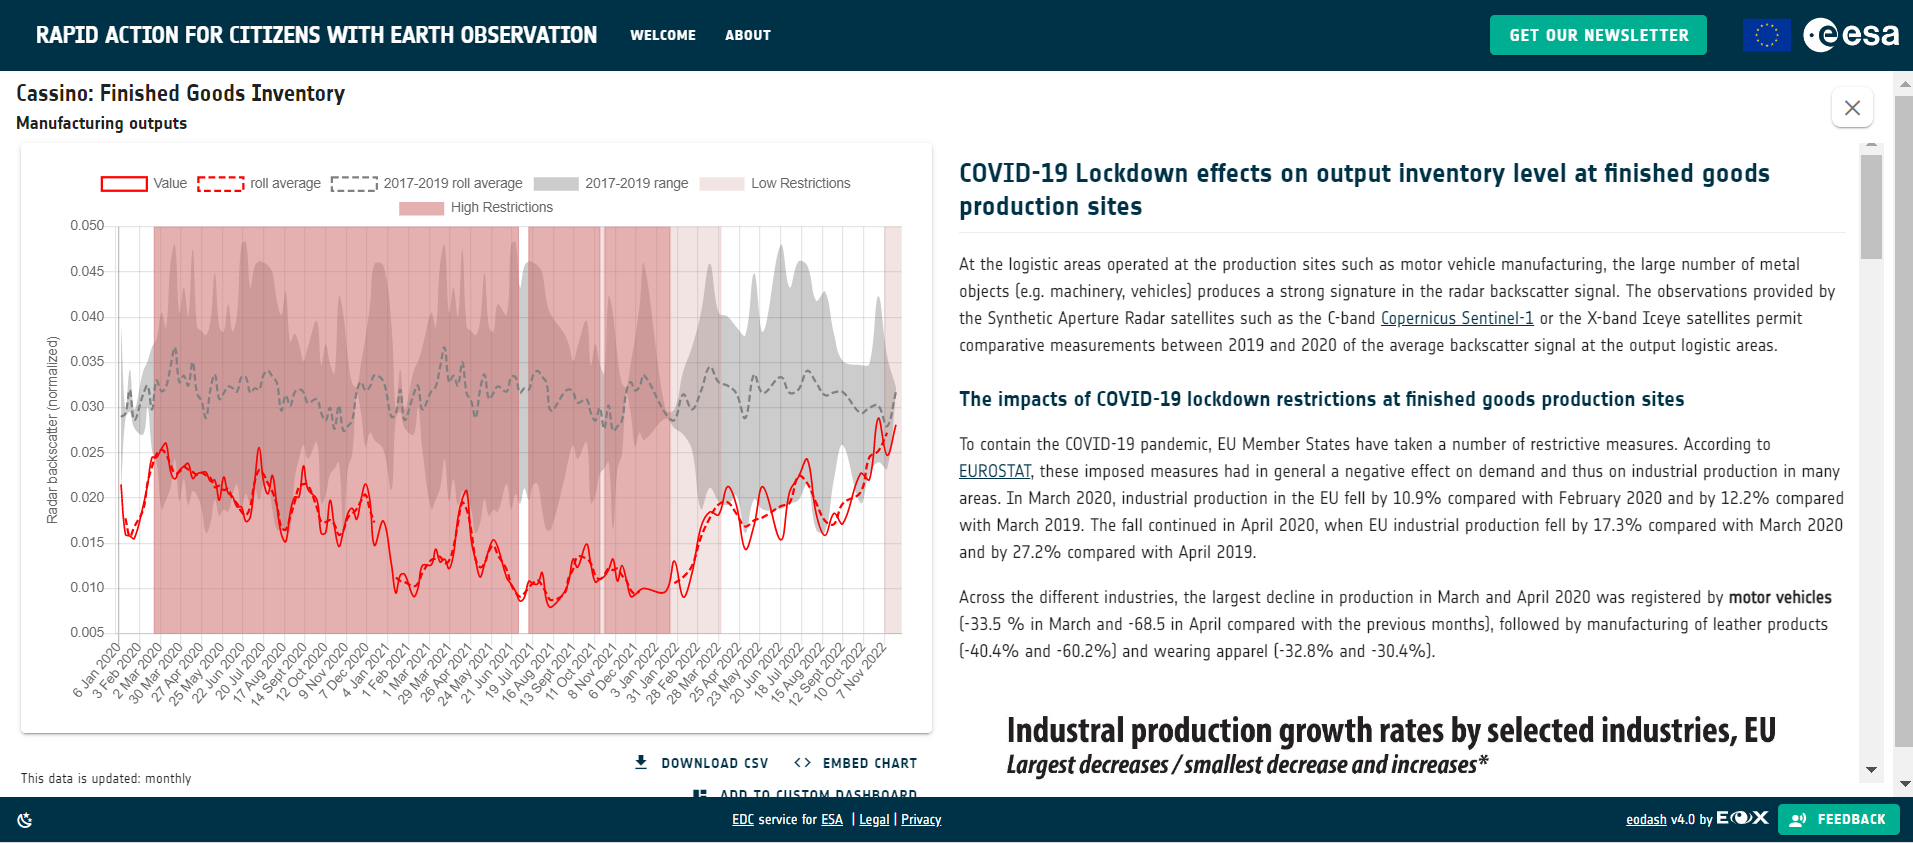 RAPID ACTION FOR CITIZENS WITH EARTH OBSERVATION WELCOME ABOUT GET OUR NEWSLETTER esa
Cassino: Finished Goods Inventory
Manufacturing outputs
Value roll average 2017-2019 roll average 2017-2019 range Low Restrictions
High Restrictions
Radar backscatter (normalized)
0.050
0.045
0.040
0.035
0.030
0.025
0.020
0.015
0.010
0.005
6 Jan 2020
3 Feb 2020
2 Mar 2020
30 Mar 2020
27 Apr 2020
25 May 2020
22 Jun 2020
20 Jul 2020
17 Aug 2020
14 Sept 2020
12 Oct 2020
9 Nov 2020
7 Dec 2020
4 Jan 2021
1 Feb 2021
1 Mar 2021
29 Mar 2021
26 Apr 2021
24 May 2021
21 Jun 2021
19 Jul 2021
16 Aug 2021
13 Sept 2021
11 Oct 2021
8 Nov 2021
6 Dec 2021
3 Jan 2022
31 Jan 2022
28 Feb 2022
28 Mar 2022
25 Apr 2022
23 May 2022
20 Jun 2022
18 Jul 2022
15 Aug 2022
12 Sept 2022
10 Oct 2022
7 Nov 2022
DOWNLOAD CSV EMBED CHART
This data is updated: monthly
ADD TO CUSTOM DASHBOARD
COVID-19 Lockdown effects on output inventory level at finished goods
production sites
At the logistic areas operated at the production sites such as motor vehicle manufacturing, the large number of metal
objects (e.g. machinery, vehicles) produces a strong signature in the radar backscatter signal. The observations provided by
the Synthetic Aperture Radar satellites such as the C-band Copernicus Sentinel-1 or the X-band Iceye satellites permit
comparative measurements between 2019 and 2020 of the average backscatter signal at the output logistic areas.
The impacts of COVID-19 lockdown restrictions at finished goods production sites
To contain the COVID-19 pandemic, EU Member States have taken a number of restrictive measures. According to
EUROSTAT, these imposed measures had in general a negative effect on demand and thus on industrial production in many
areas. In March 2020, industrial production in the EU fell by 10.9% compared with February 2020 and by 12.2% compared
with March 2019. The fall continued in April 2020, when EU industrial production fell by 17.3% compared with March 2020
and by 27.2% compared with April 2019.
Across the different industries, the largest decline in production in March and April 2020 was registered by motor vehicles
(-33.5 % in March and -68.5 in April compared with the previous months), followed by manufacturing of leather products
(-40.4% and -60.2%) and wearing apparel (-32.8% and -30.4%).
Industral production growth rates by selected industries, EU
Largest decreases / smallest decrease and increases*
EDC service for ESA | Legal | Privacy
eodash v4.0 by EOX FEEDBACK